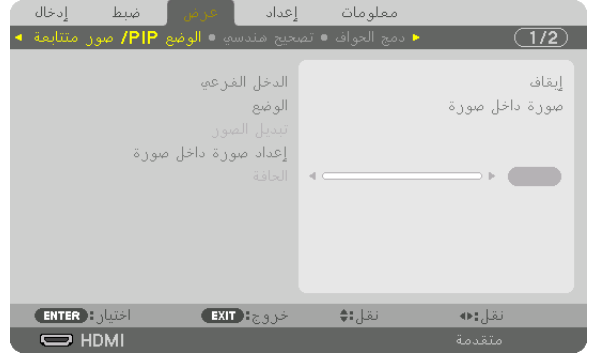 إدخال ضبط عرض إعداد معلومات
الوضع PIP/ صور متتابعة ● تصحيح هندسي ● دمج الحواف 1/2
الدخل الفرعي إيقاف
الوضع صورة داخل صورة
تبديل الصور
إعداد صورة داخل صورة
الحافة
ENTER: اختيار EXIT: خروج نقل: نقل:
HDMI متقدمة